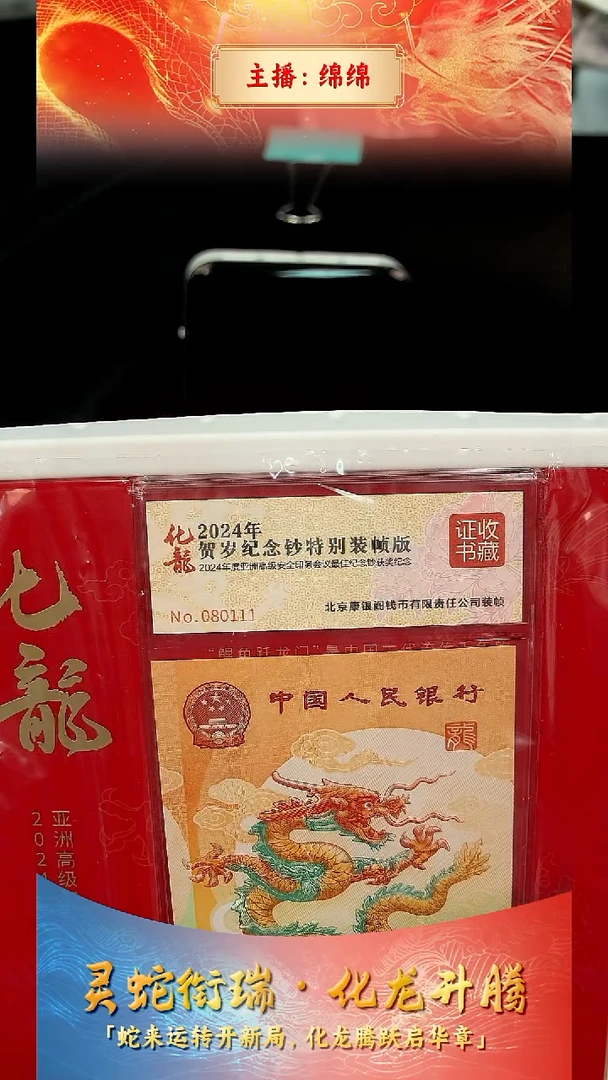 主播：绵绵
化龍
2024年
贺岁纪念钞特别装帧版
2024年度亚洲高级安全印制会议最佳纪念钞获奖纪念
收藏证书
No.080111
北京康银阁钱币有限责任公司装帧
中国人民银行
龍
化龍
亚洲高级
202
灵蛇衔瑞·化龙升腾
「蛇来运转开新局，化龙腾跃启华章」